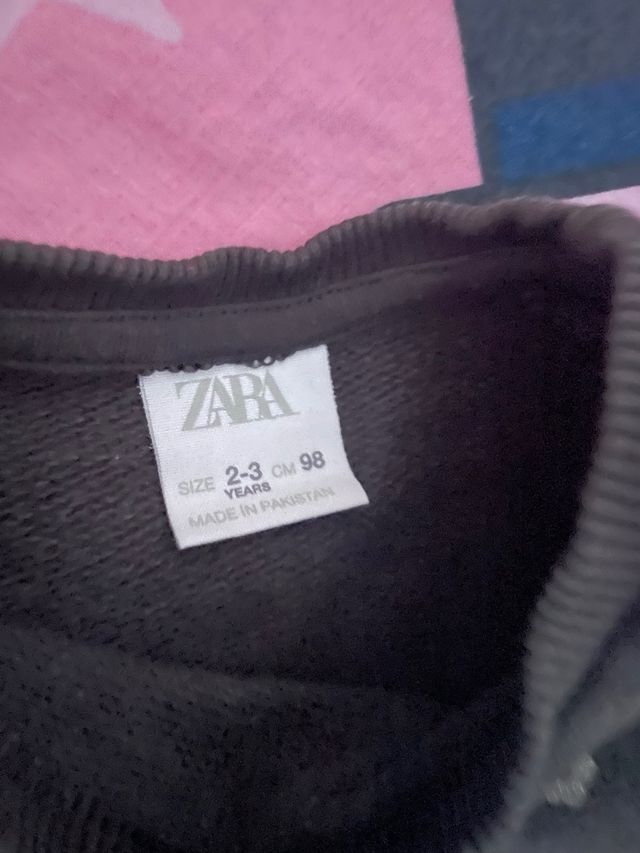 ZARA
SIZE 2-3 CM 98
YEARS
MADE IN PAKISTAN